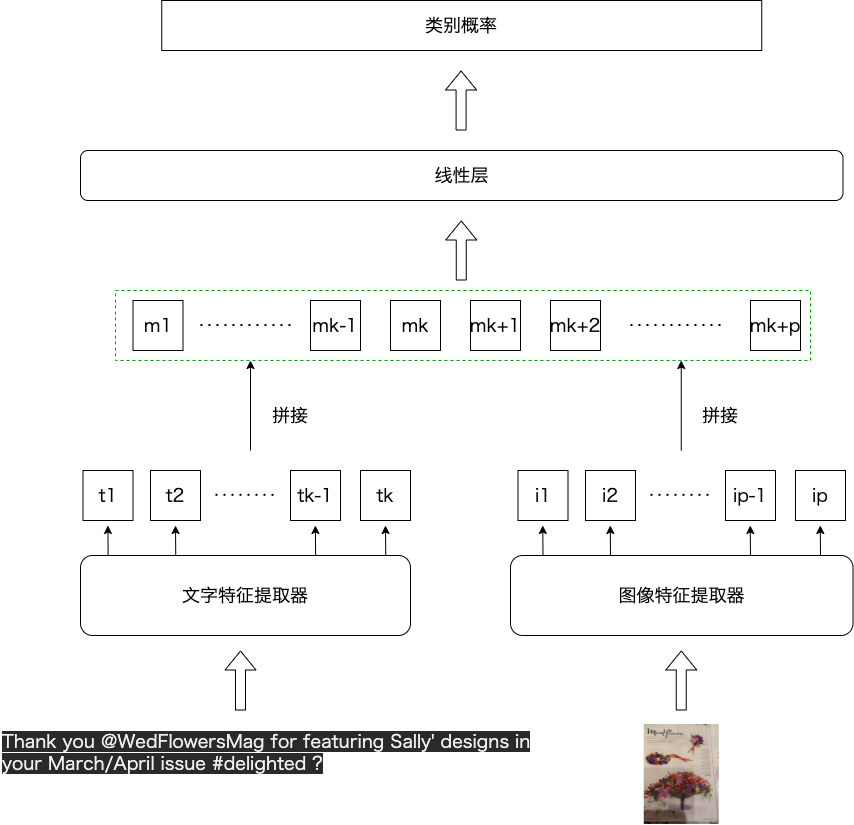 类别概率
线性层
m1 ············ mk-1 mk mk+1 mk+2 ············ mk+p
拼接 拼接
t1 t2 ········ tk-1 tk i1 i2 ········ ip-1 ip
文字特征提取器 图像特征提取器
Thank you @WedFlowersMag for featuring Sally' designs in
your March/April issue #delighted ?